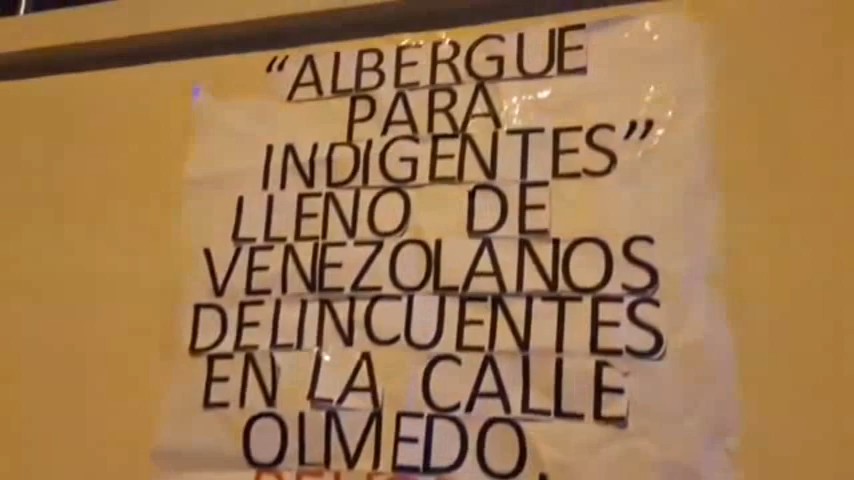 “ALBERGUE
PARA
INDIGENTES”
LLENO DE
VENEZOLANOS
DELINCUENTES
EN LA CALLE
OLMEDO.